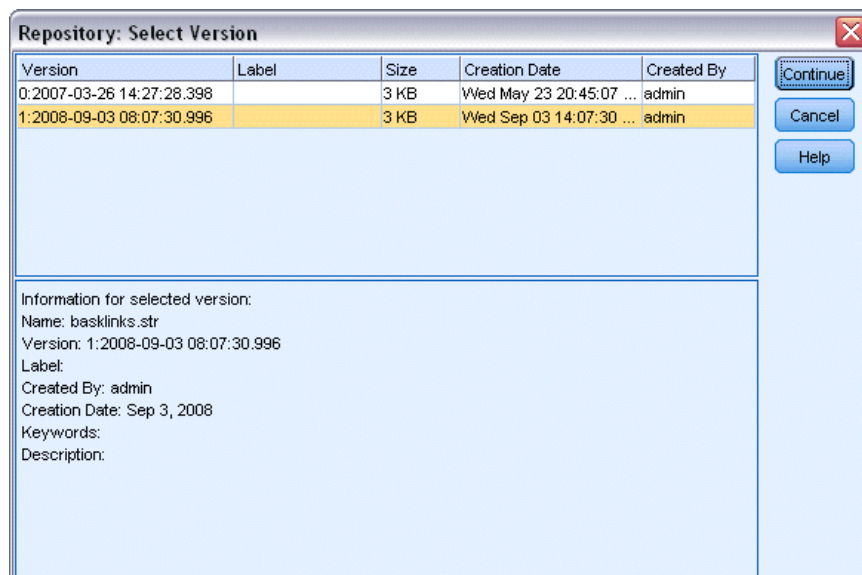 Repository: Select Version
Version Label Size Creation Date Created By
0:2007-03-26 14:27:28.398 3 KB Wed May 23 20:45:07 ... admin
1:2008-09-03 08:07:30.996 3 KB Wed Sep 03 14:07:30 ... admin
Continue
Cancel
Help
Information for selected version:
Name: basklinks.str
Version: 1:2008-09-03 08:07:30.996
Label:
Created By: admin
Creation Date: Sep 3, 2008
Keywords:
Description: